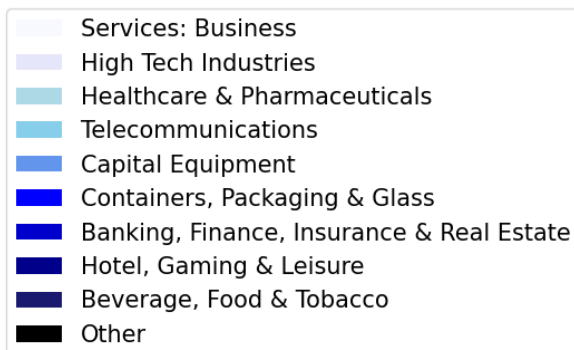 Services: Business
High Tech Industries
Healthcare & Pharmaceuticals
Telecommunications
Capital Equipment
Containers, Packaging & Glass
Banking, Finance, Insurance & Real Estate
Hotel, Gaming & Leisure
Beverage, Food & Tobacco
Other